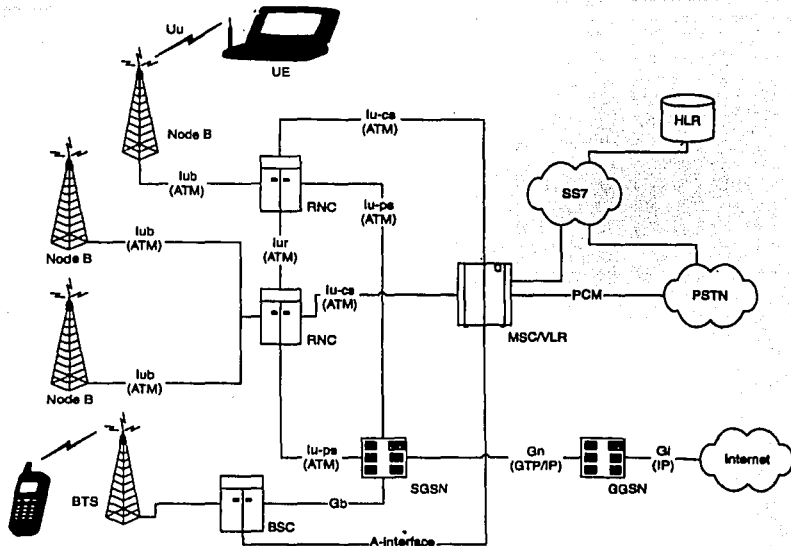 Uu
UE
Node B
Iu-cs
(ATM)
HLR
Iub
(ATM)
RNC
Iu-ps
(ATM)
SS7
Node B
Iub
(ATM)
Iur
(ATM)
Iu-cs
(ATM)
RNC
MSC/VLR
PCM
PSTN
Node B
Iub
(ATM)
Iu-ps
(ATM)
SGSN
Gn
(GTP/IP)
GGSN
Gi
(IP)
Internet
BTS
BSC
Gb
A-interface